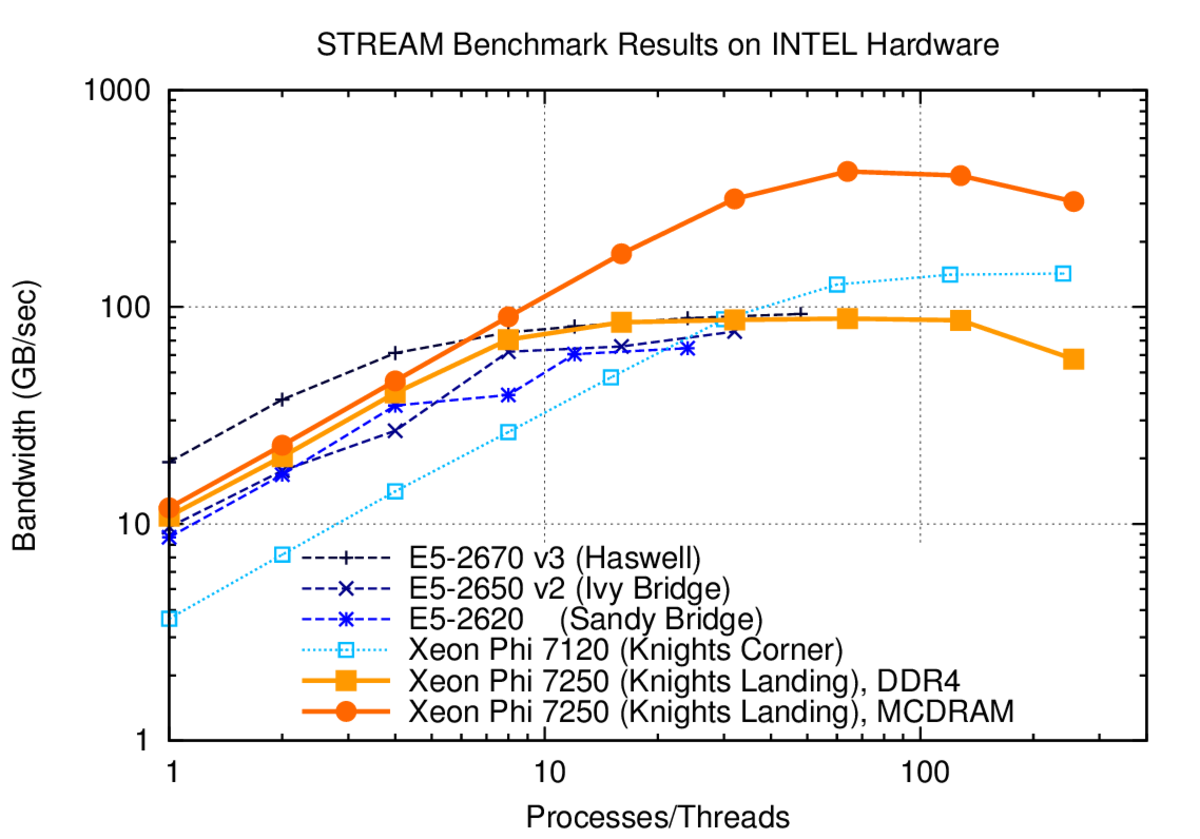 STREAM Benchmark Results on INTEL Hardware
1000
100
10
1
Bandwidth (GB/sec)
E5-2670 v3 (Haswell)
E5-2650 v2 (Ivy Bridge)
E5-2620 (Sandy Bridge)
Xeon Phi 7120 (Knights Corner)
Xeon Phi 7250 (Knights Landing), DDR4
Xeon Phi 7250 (Knights Landing), MCDRAM
1 10 100
Processes/Threads